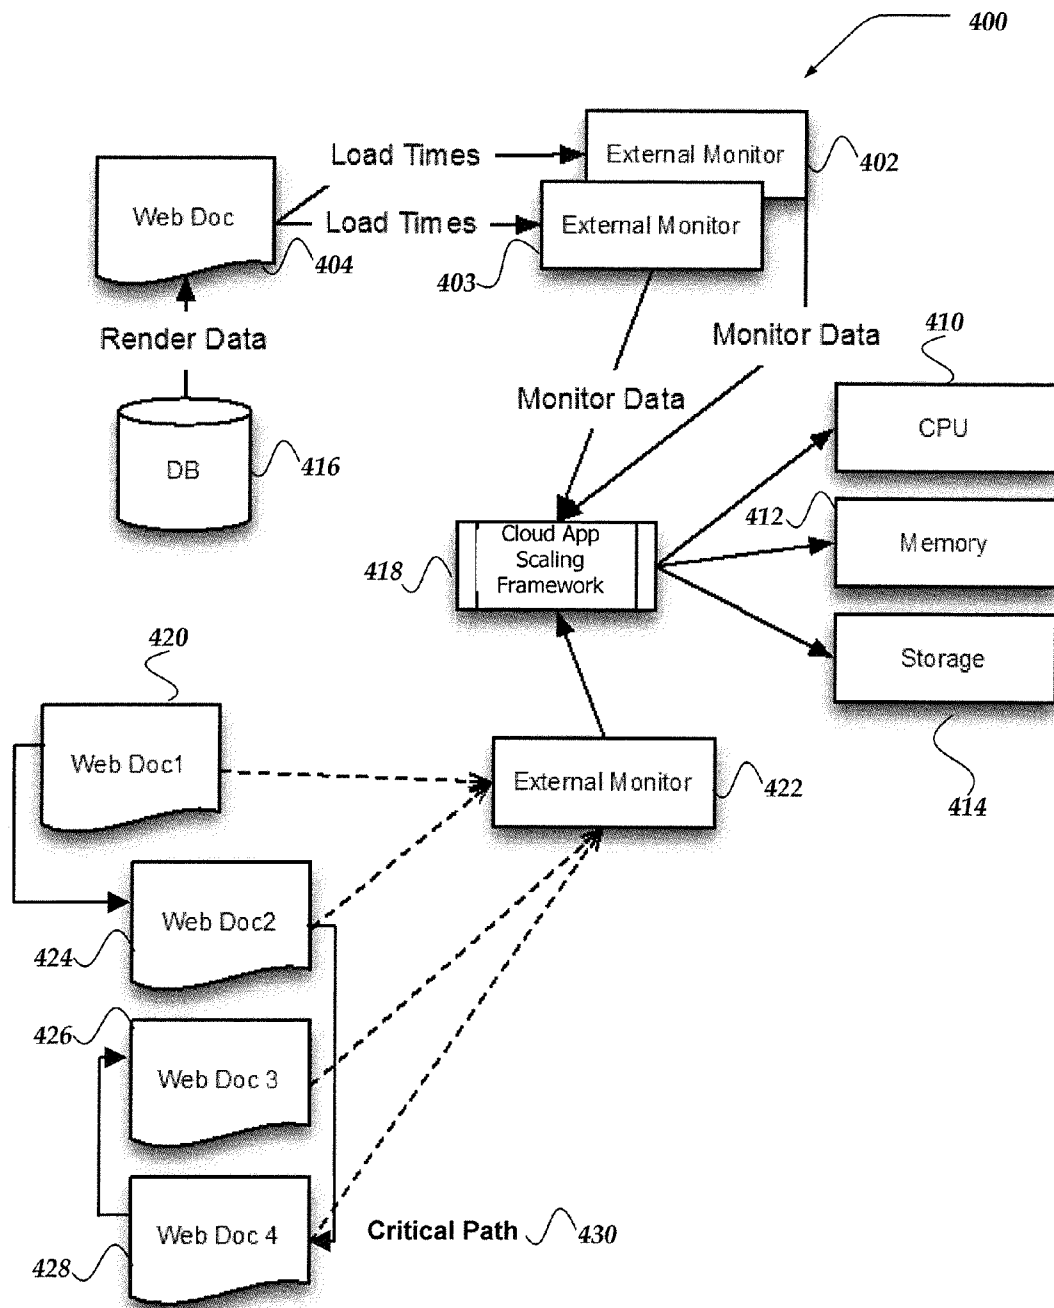 400
Load Times
External Monitor
402
Web Doc
Load Times
External Monitor
404
403
Render Data
Monitor Data
410
Monitor Data
CPU
DB
416
412
Memory
Cloud App
Scaling
Framework
418
Storage
420
414
Web Doc1
External Monitor
422
Web Doc2
424
426
Web Doc 3
Web Doc 4
Critical Path
430
428